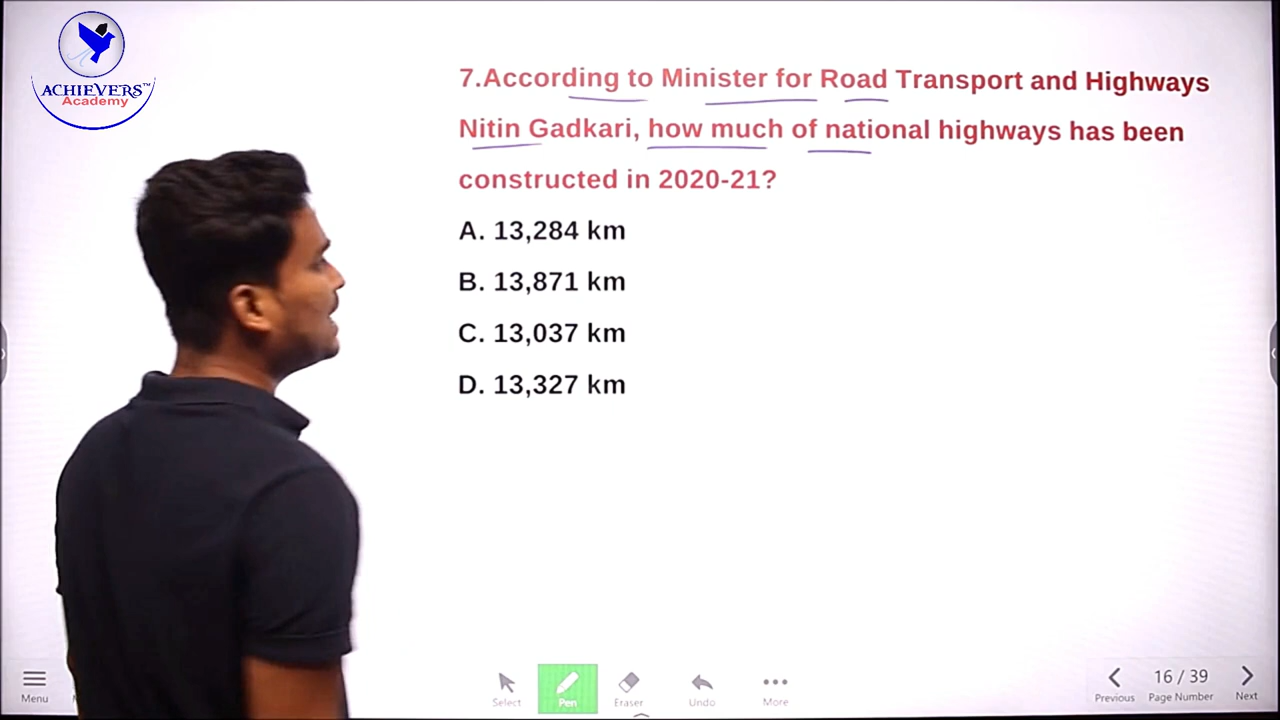 ACHIEVERS™
Academy
7.According to Minister for Road Transport and Highways
Nitin Gadkari, how much of national highways has been
constructed in 2020-21?
A. 13,284 km
B. 13,871 km
C. 13,037 km
D. 13,327 km
Menu
Select
Pen
Eraser
Undo
More
Previous
16 / 39
Page Number
Next